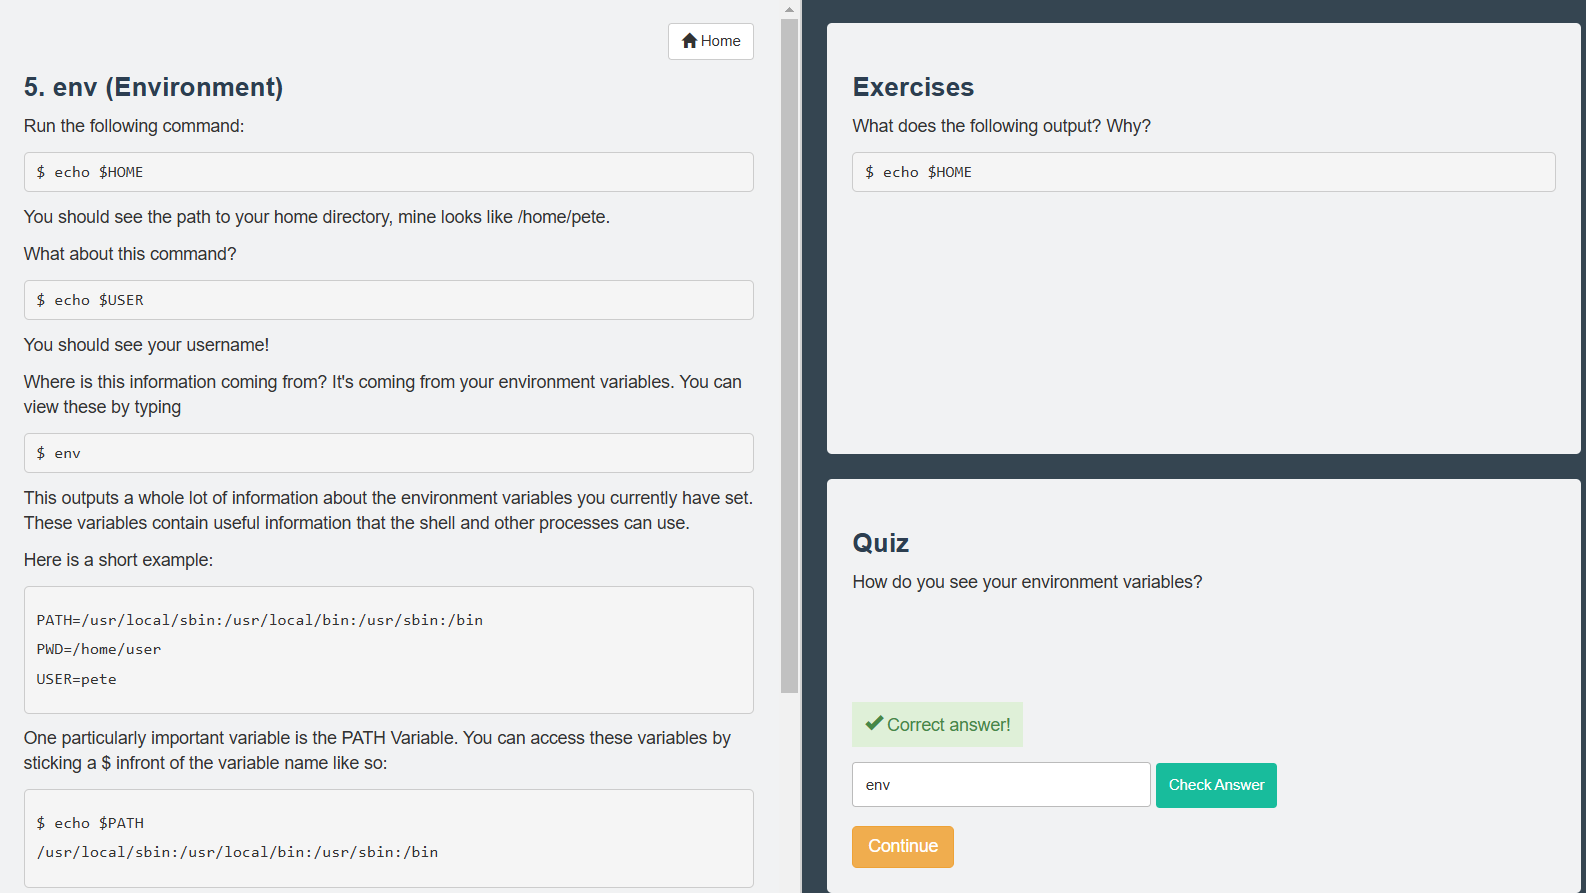 Home
5. env (Environment)
Run the following command:
$ echo $HOME
You should see the path to your home directory, mine looks like /home/pete.
What about this command?
$ echo $USER
You should see your username!
Where is this information coming from? It's coming from your environment variables. You can
view these by typing
$ env
This outputs a whole lot of information about the environment variables you currently have set.
These variables contain useful information that the shell and other processes can use.
Here is a short example:
PATH=/usr/local/sbin:/usr/local/bin:/usr/sbin:/bin
PWD=/home/user
USER=pete
One particularly important variable is the PATH Variable. You can access these variables by
sticking a $ infront of the variable name like so:
$ echo $PATH
/usr/local/sbin:/usr/local/bin:/usr/sbin:/bin
Exercises
What does the following output? Why?
$ echo $HOME
Quiz
How do you see your environment variables?
Correct answer!
env
Check Answer
Continue